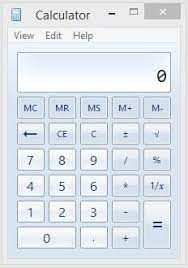 Calculator
View Edit Help
0
MC MR MS M+ M-
← CE C ± √
7 8 9 / %
4 5 6 * 1/x
1 2 3 - =
0 . +